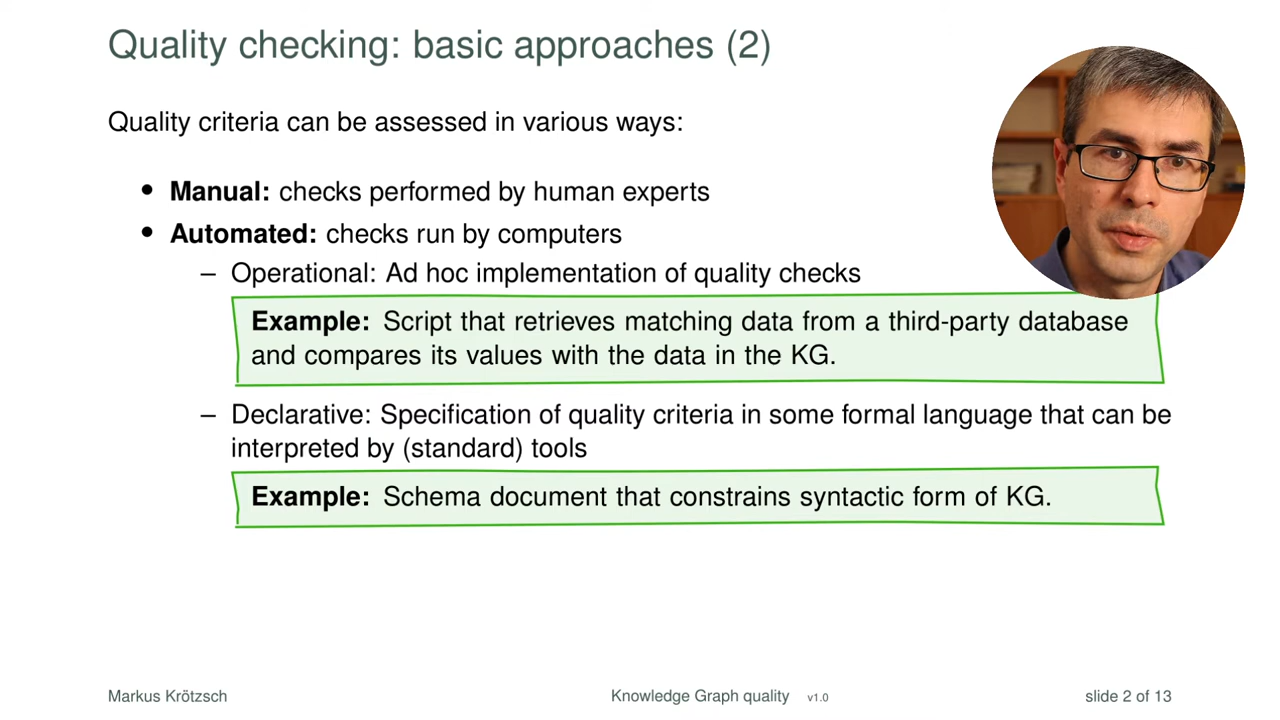 Quality checking: basic approaches (2)
Quality criteria can be assessed in various ways:
• Manual: checks performed by human experts
• Automated: checks run by computers
– Operational: Ad hoc implementation of quality checks
Example: Script that retrieves matching data from a third-party database
and compares its values with the data in the KG.
– Declarative: Specification of quality criteria in some formal language that can be
interpreted by (standard) tools
Example: Schema document that constrains syntactic form of KG.
Markus Krötzsch Knowledge Graph quality v1.0 slide 2 of 13